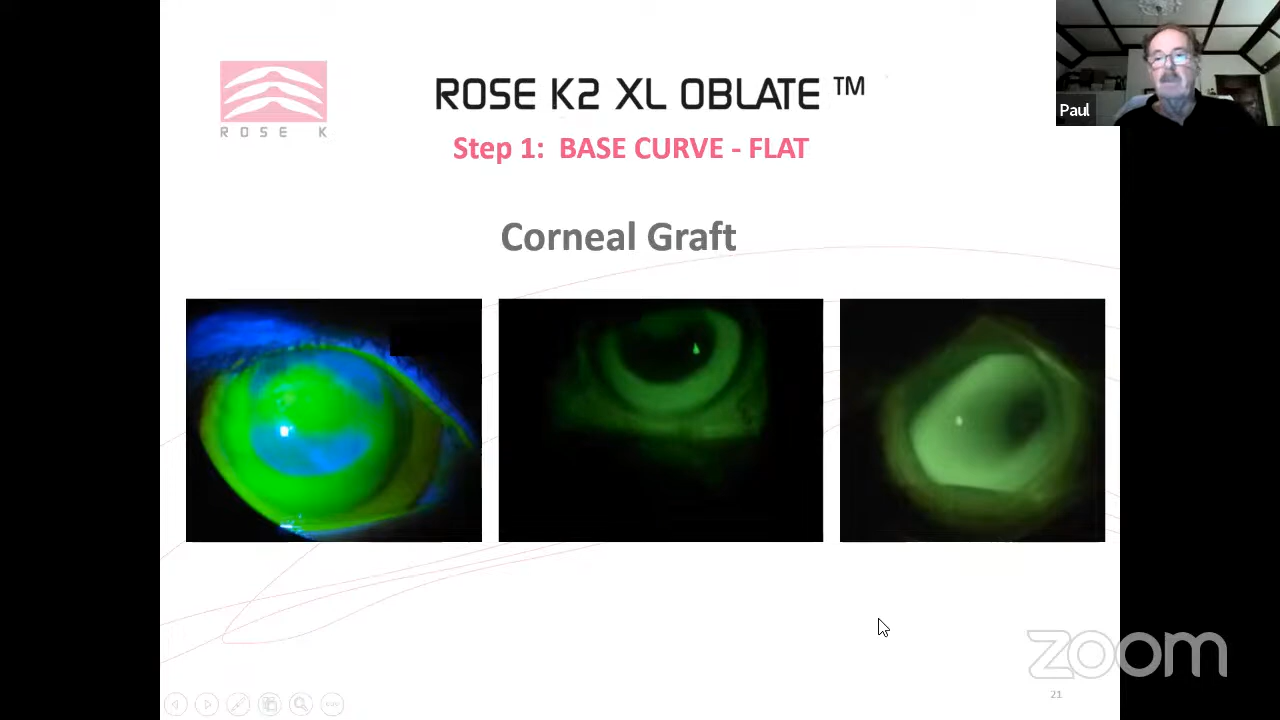 ROSE K2 XL OBLATE ™
Paul
ROSE K
Step 1: BASE CURVE - FLAT
Corneal Graft
zoom
21